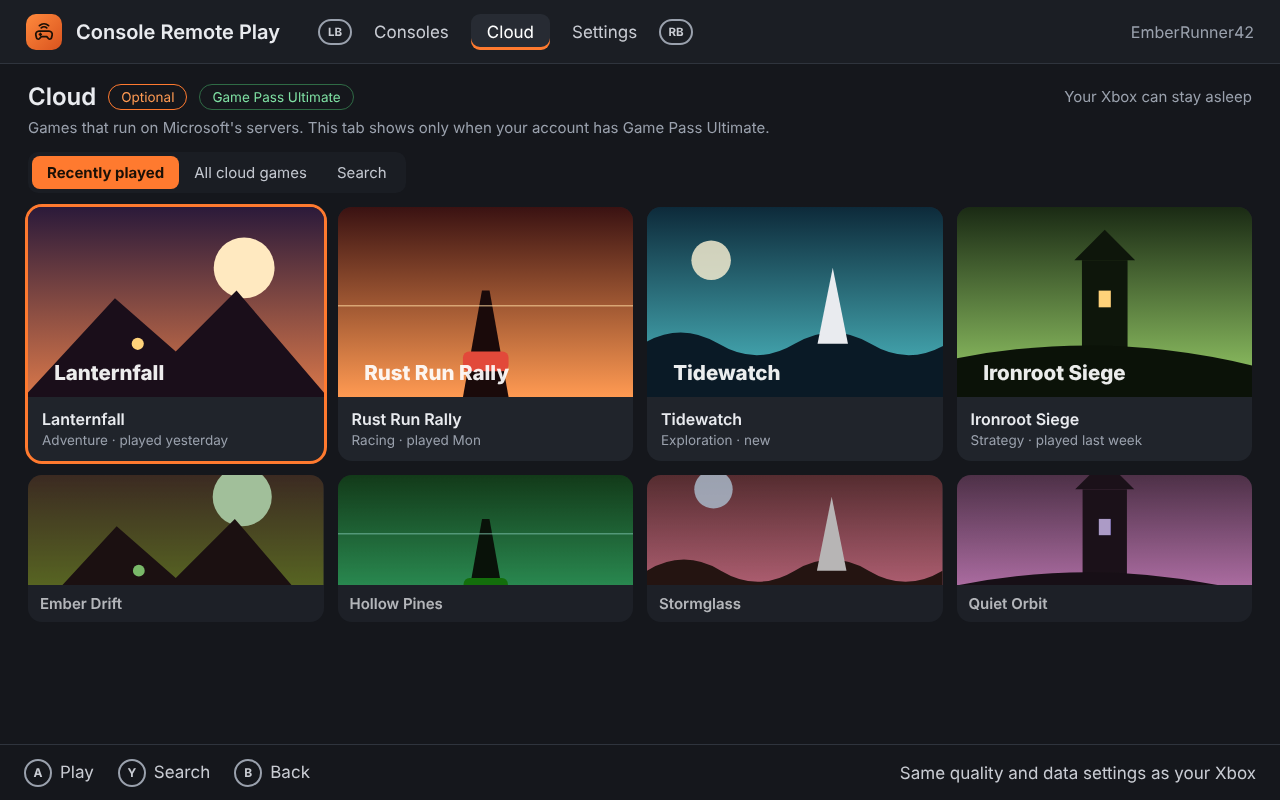 Console Remote Play
LB
Consoles
Cloud
Settings
RB
EmberRunner42
Cloud
Optional
Game Pass Ultimate
Your Xbox can stay asleep
Games that run on Microsoft's servers. This tab shows only when your account has Game Pass Ultimate.
Recently played
All cloud games
Search
Lanternfall
Rust Run Rally
Tidewatch
Ironroot Siege
Lanternfall
Adventure · played yesterday
Rust Run Rally
Racing · played Mon
Tidewatch
Exploration · new
Ironroot Siege
Strategy · played last week
Ember Drift
Hollow Pines
Stormglass
Quiet Orbit
A Play
Y Search
B Back
Same quality and data settings as your Xbox